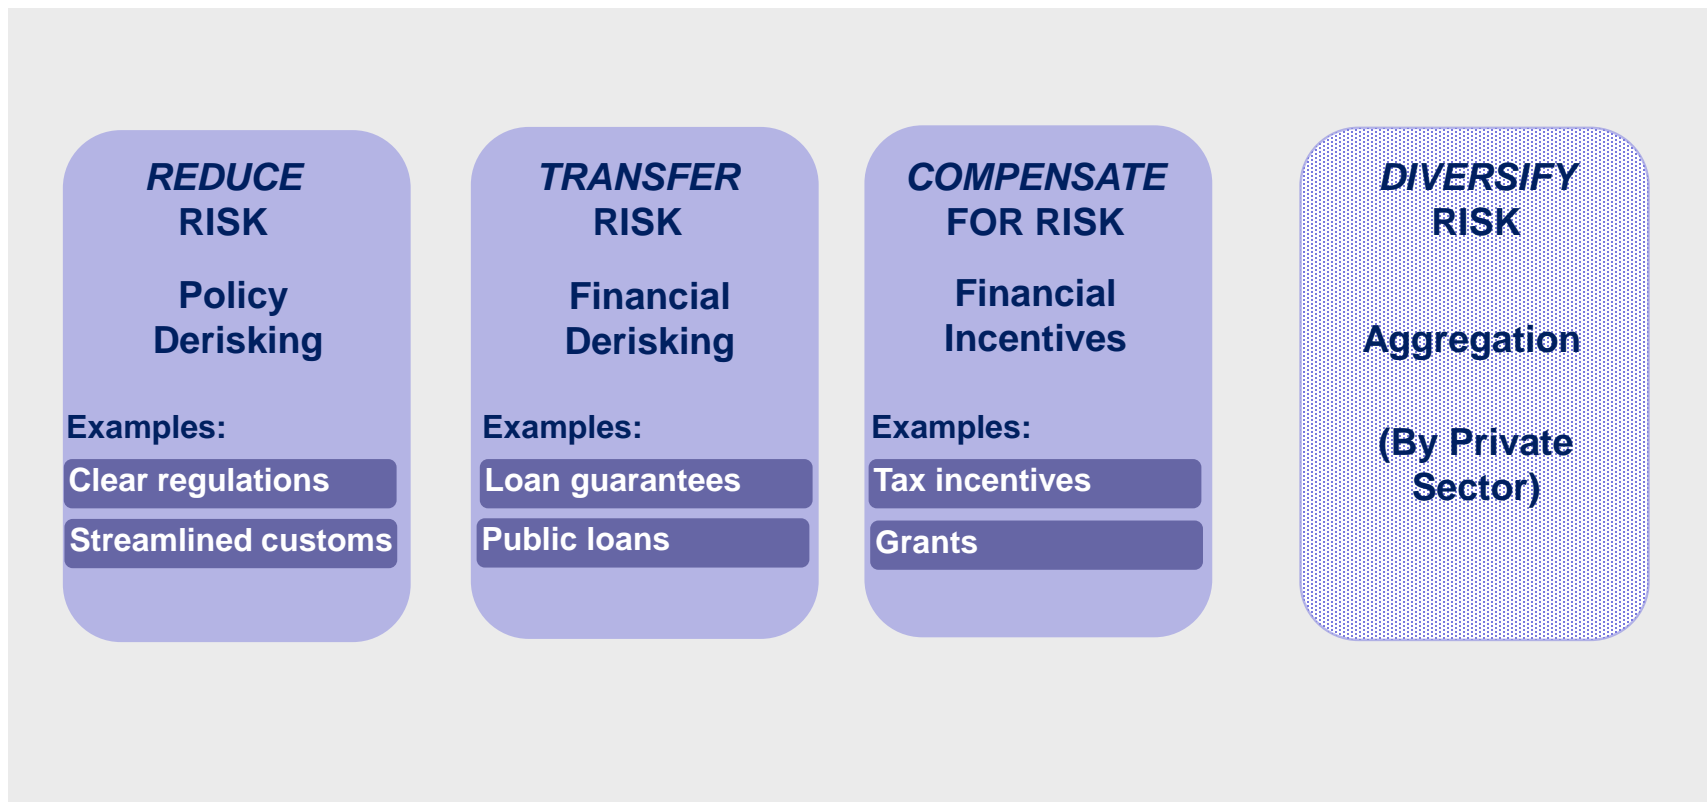 REDUCE
RISK
Policy
Derisking
Examples:
Clear regulations
Streamlined customs
TRANSFER
RISK
Financial
Derisking
Examples:
Loan guarantees
Public loans
COMPENSATE
FOR RISK
Financial
Incentives
Examples:
Tax incentives
Grants
DIVERSIFY
RISK
Aggregation
(By Private
Sector)